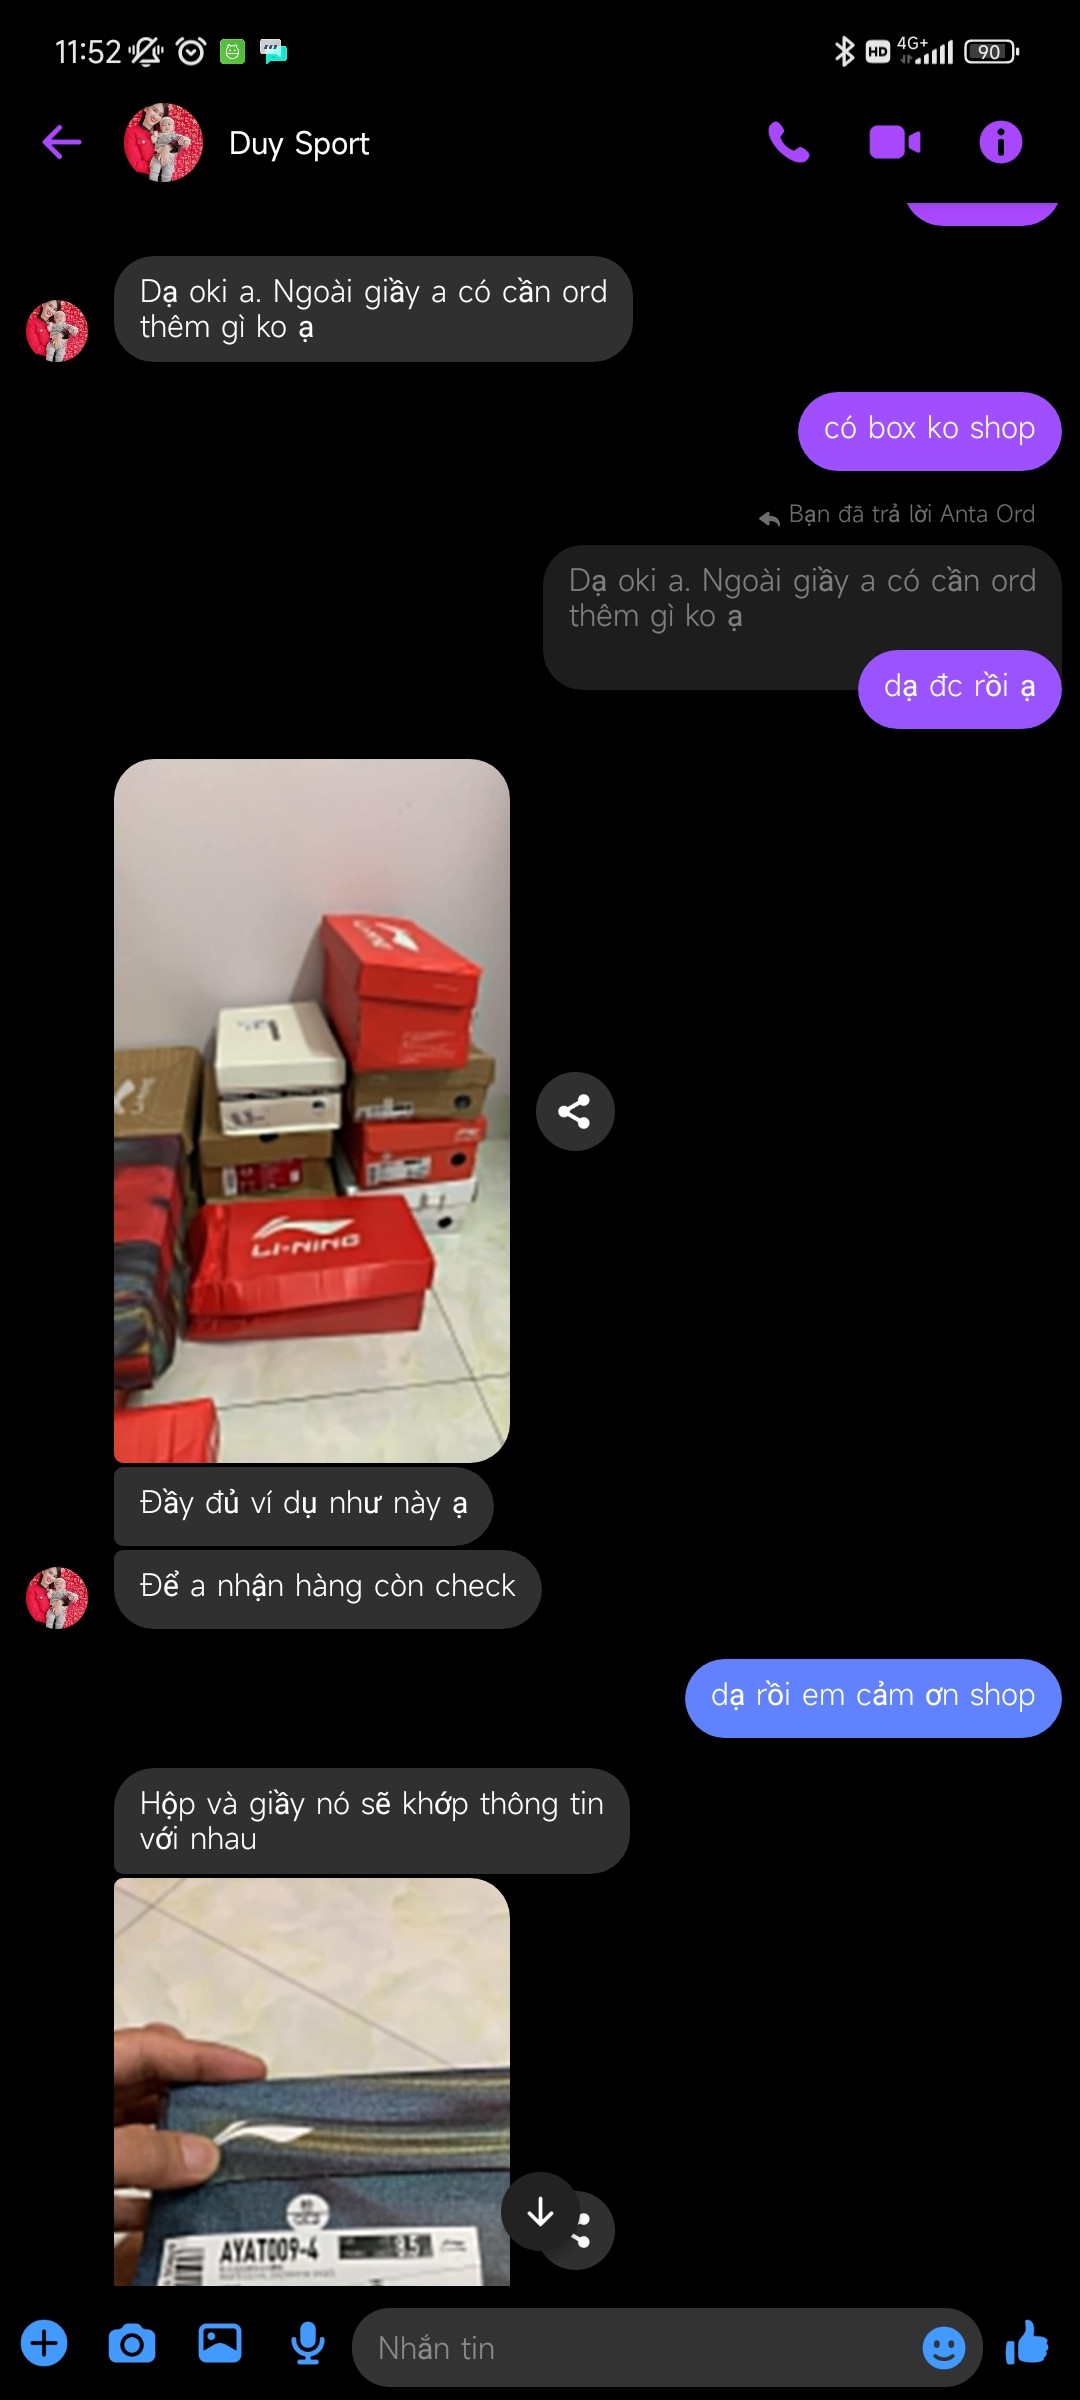 11:52
HD
4G+
90
Duy Sport
Dạ oki a. Ngoài giầy a có cần ord
thêm gì ko ạ
có box ko shop
Bạn đã trả lời Anta Ord
Dạ oki a. Ngoài giầy a có cần ord
thêm gì ko ạ
dạ đc rồi ạ
LI-NING
Đầy đủ ví dụ như này ạ
Để a nhận hàng còn check
dạ rồi em cảm ơn shop
Hộp và giầy nó sẽ khớp thông tin
với nhau
AYAT009-4
Nhắn tin